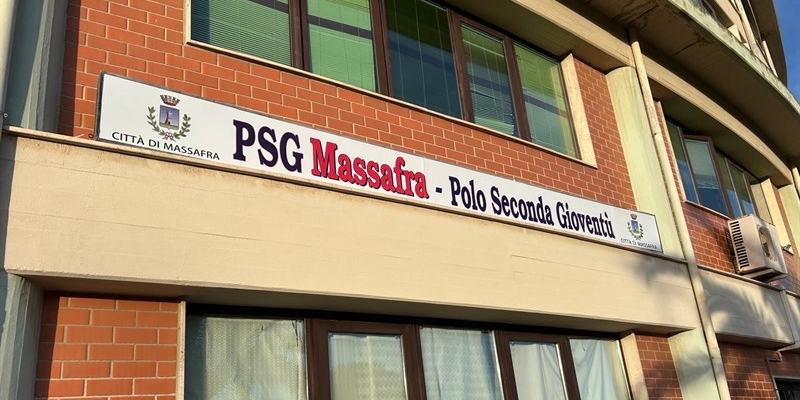 CITTÀ DI MASSAFRA
PSG Massafra - Polo Seconda Gioventù
CITTÀ DI MASSAFRA